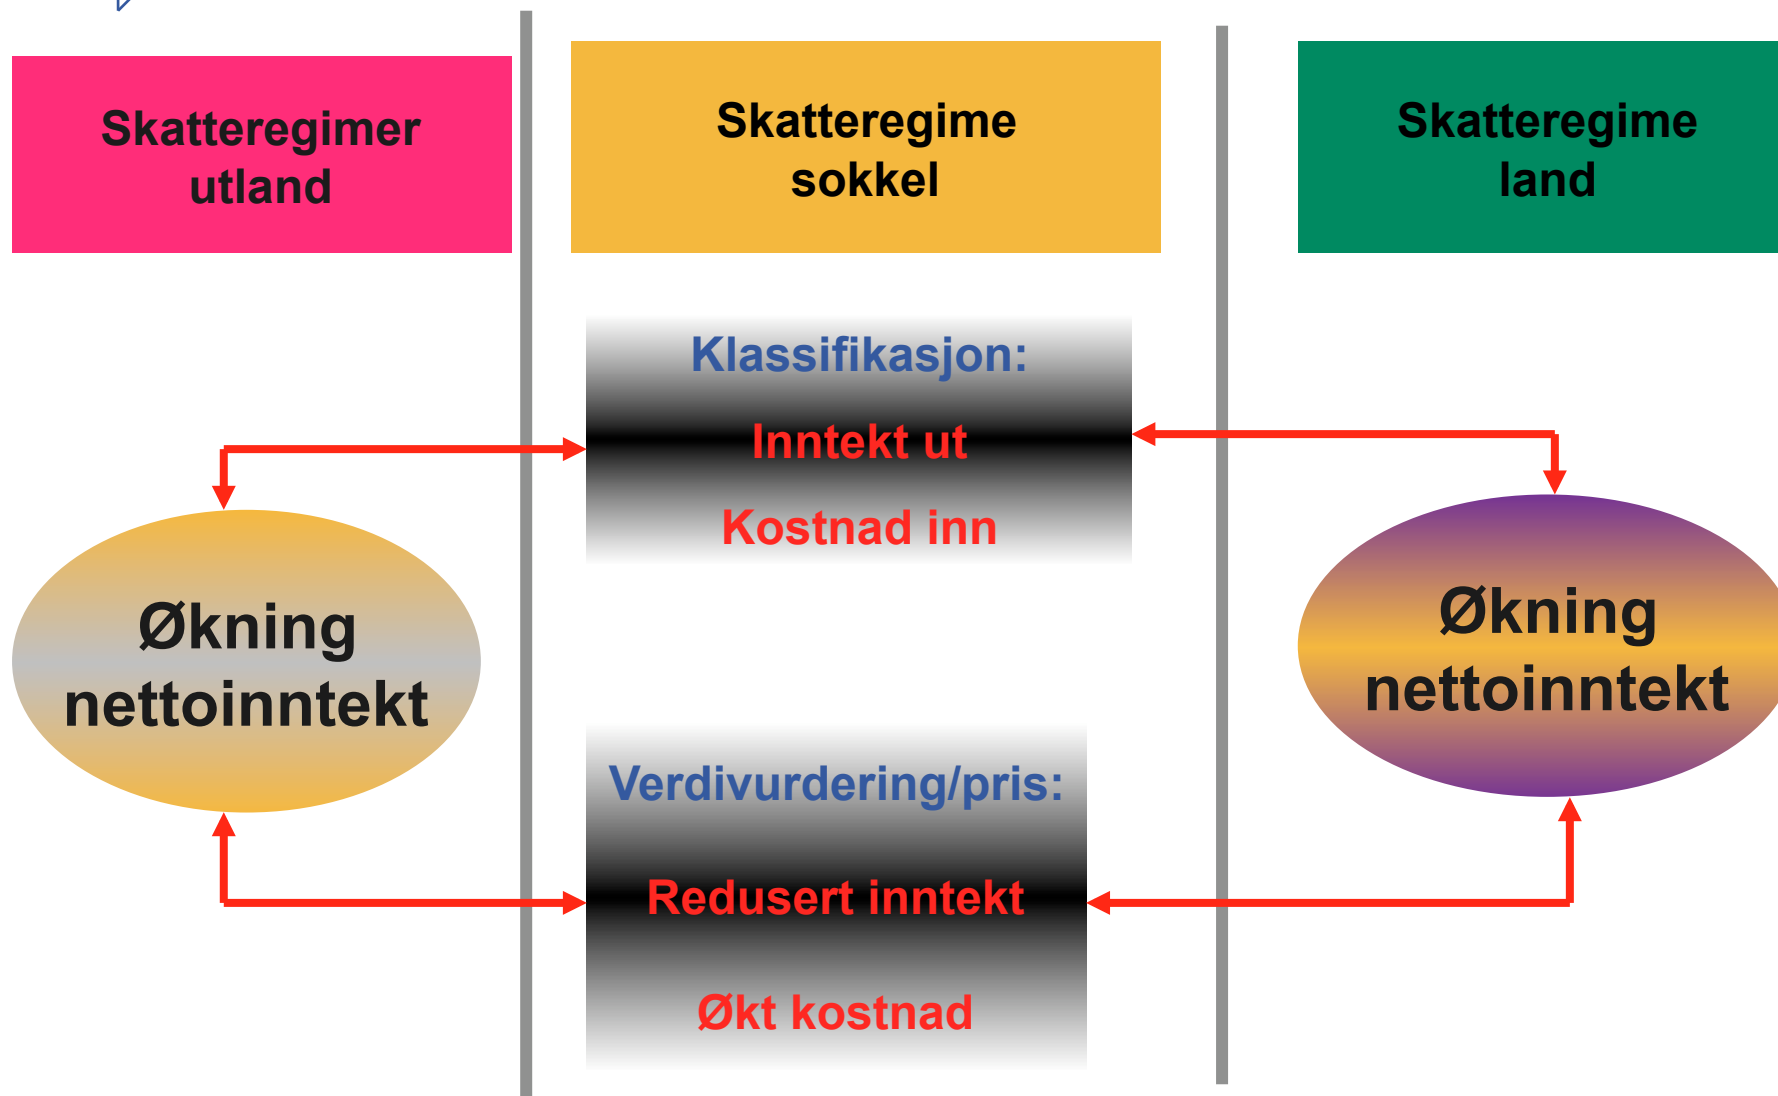 Skatteregimer
utland
Skatteregime
sokkel
Skatteregime
land
Klassifikasjon:
Inntekt ut
Kostnad inn
Økning
nettoinntekt
Økning
nettoinntekt
Verdivurdering/pris:
Redusert inntekt
Økt kostnad